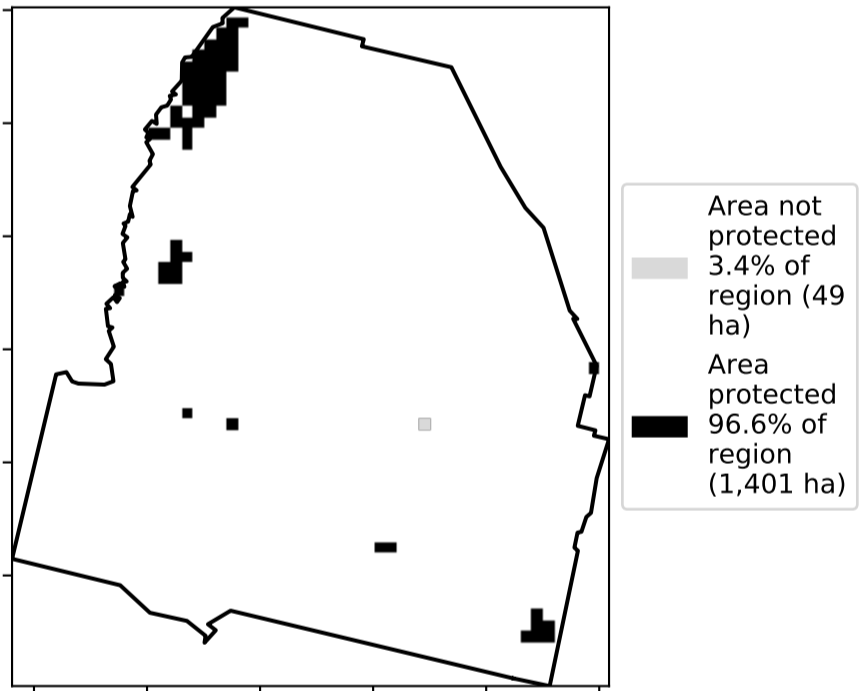 Area not
protected
3.4% of
region (49
ha)
Area
protected
96.6% of
region
(1,401 ha)